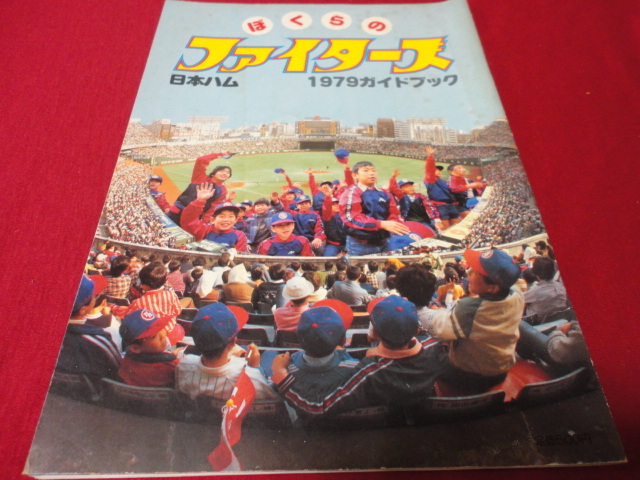 ぼくらの
ファイターズ
日本ハム 1979ガイドブック